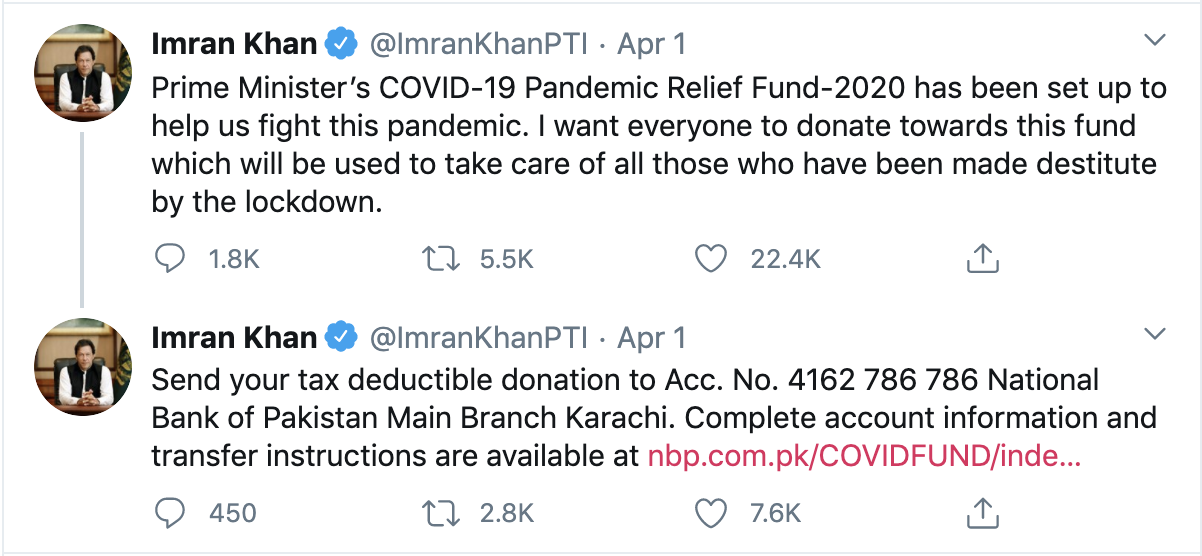 Imran Khan @ImranKhanPTI · Apr 1
Prime Minister’s COVID-19 Pandemic Relief Fund-2020 has been set up to
help us fight this pandemic. I want everyone to donate towards this fund
which will be used to take care of all those who have been made destitute
by the lockdown.
1.8K 5.5K 22.4K
Imran Khan @ImranKhanPTI · Apr 1
Send your tax deductible donation to Acc. No. 4162 786 786 National
Bank of Pakistan Main Branch Karachi. Complete account information and
transfer instructions are available at nbp.com.pk/COVIDFUND/inde...
450 2.8K 7.6K